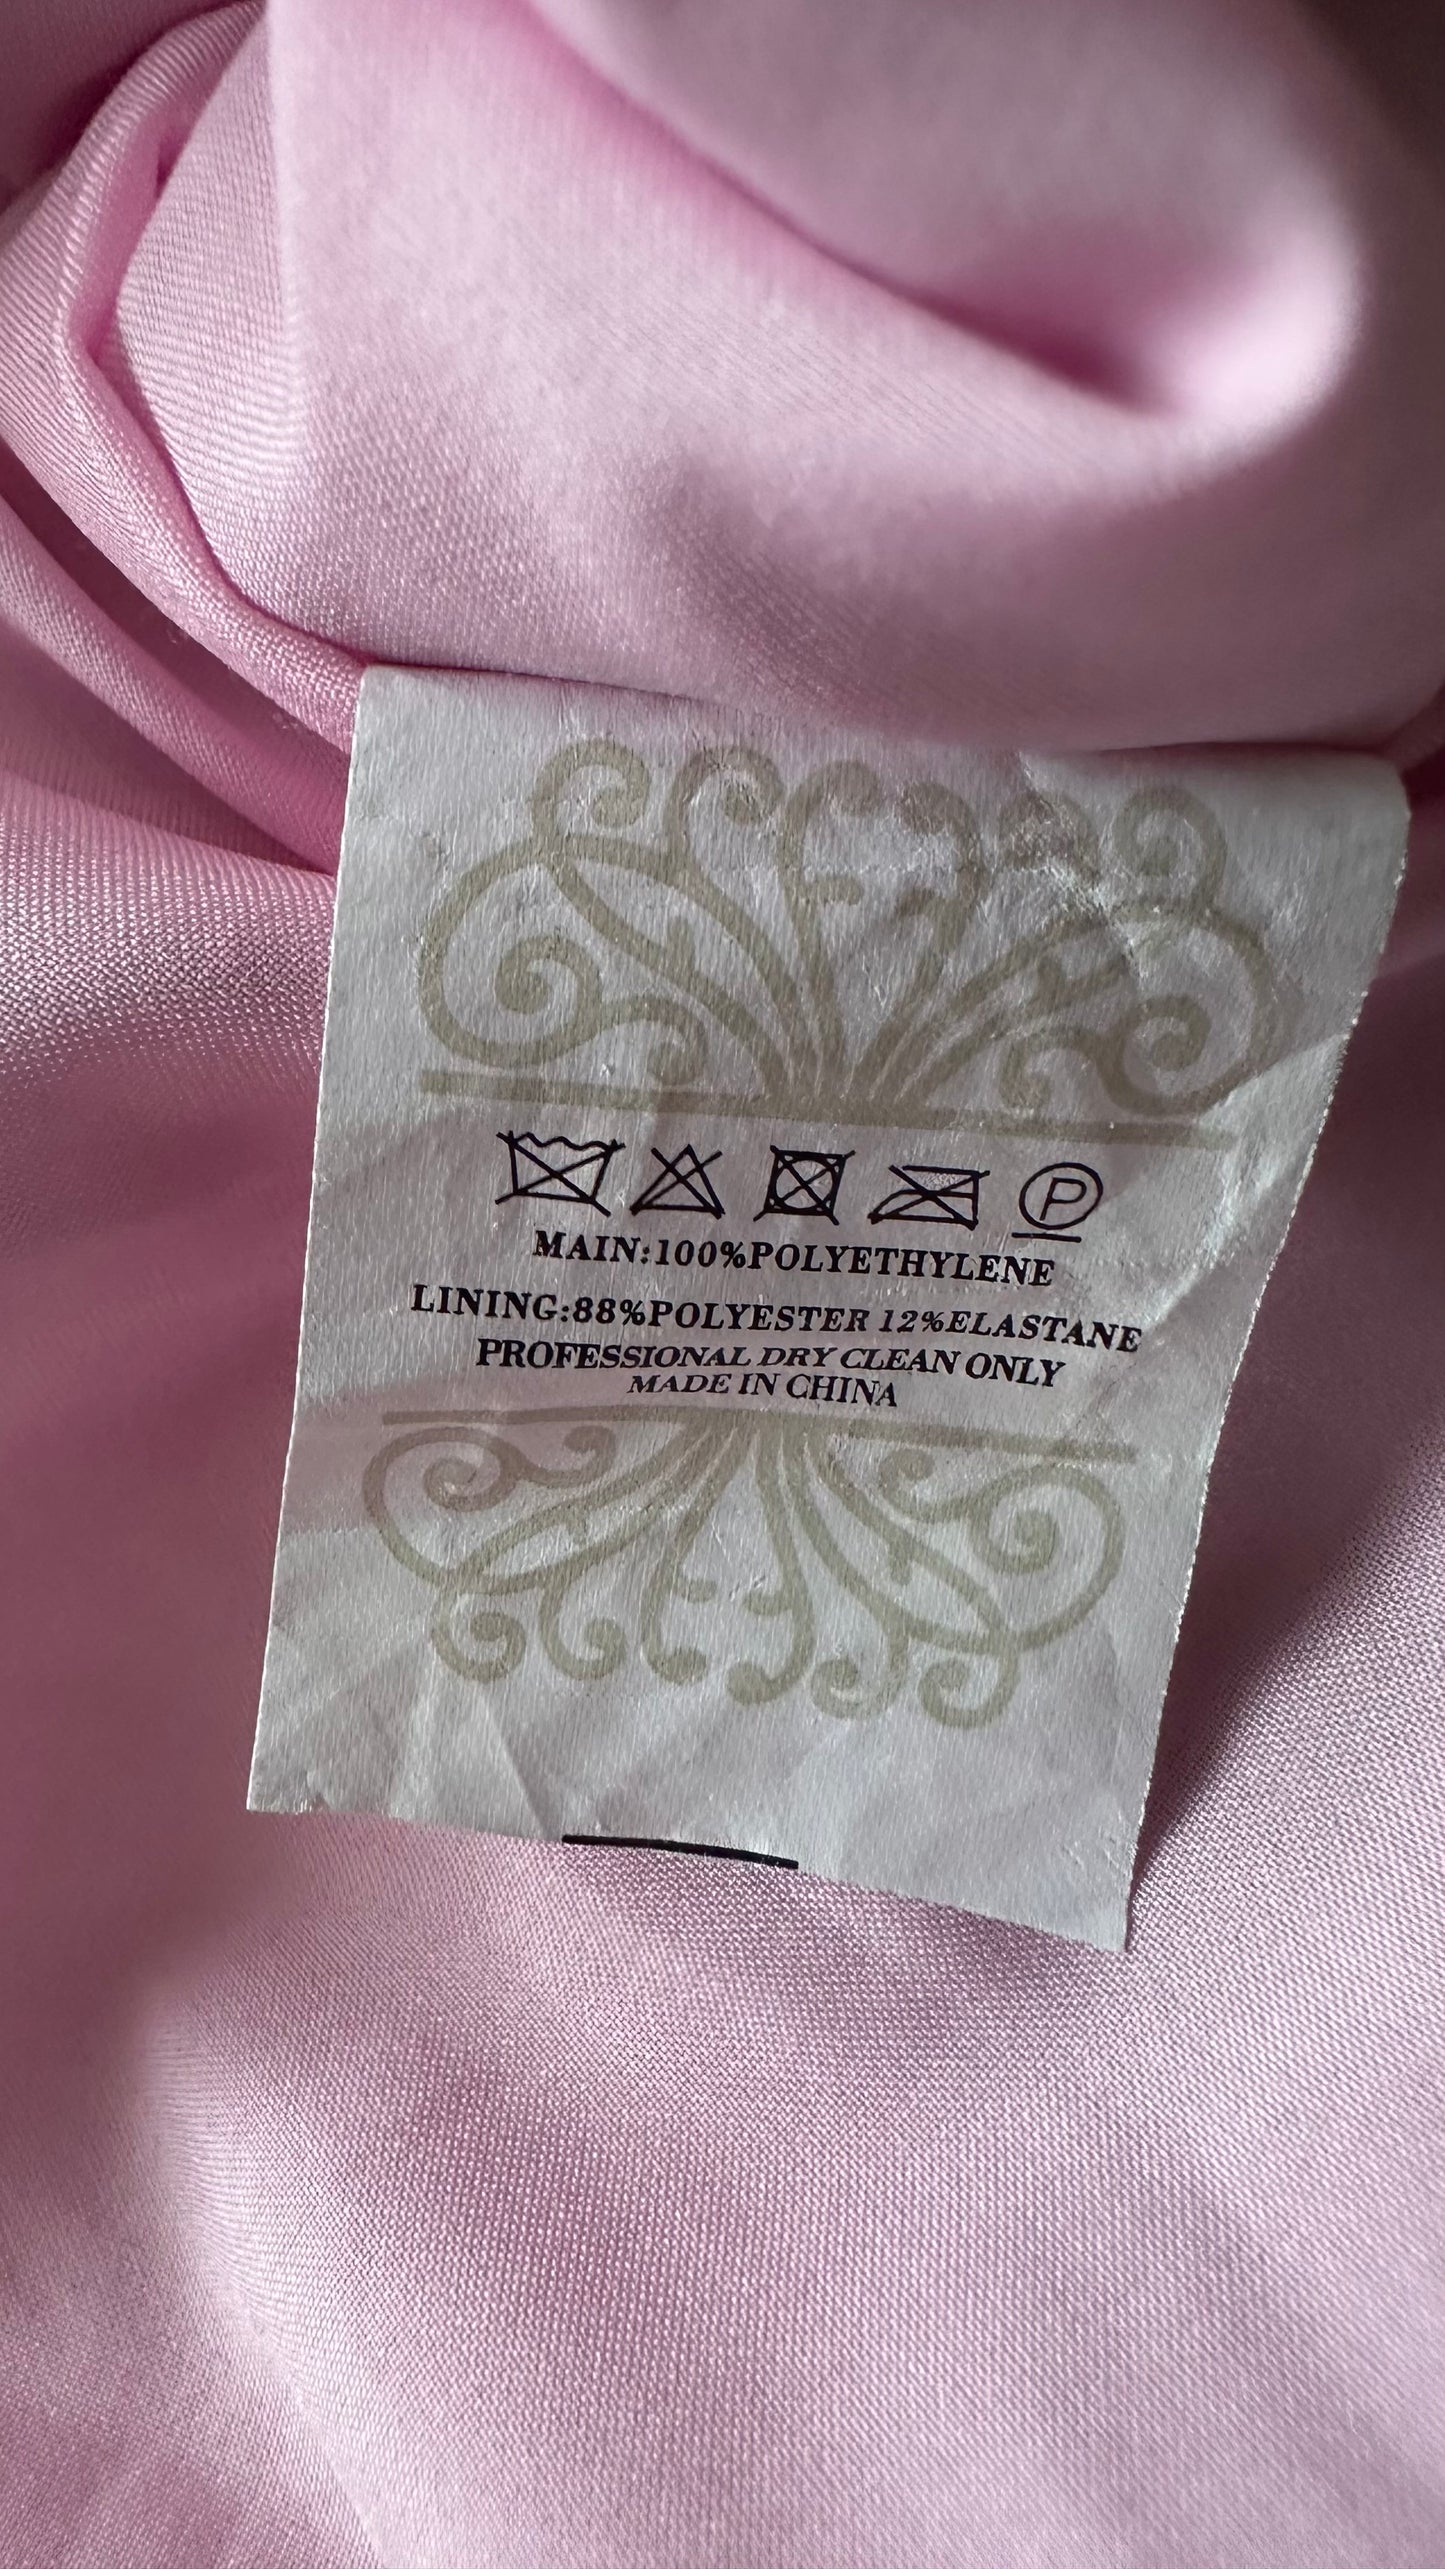 P
MAIN:100%POLYETHYLENE
LINING:88%POLYESTER 12%ELASTANE
PROFESSIONAL DRY CLEAN ONLY
MADE IN CHINA